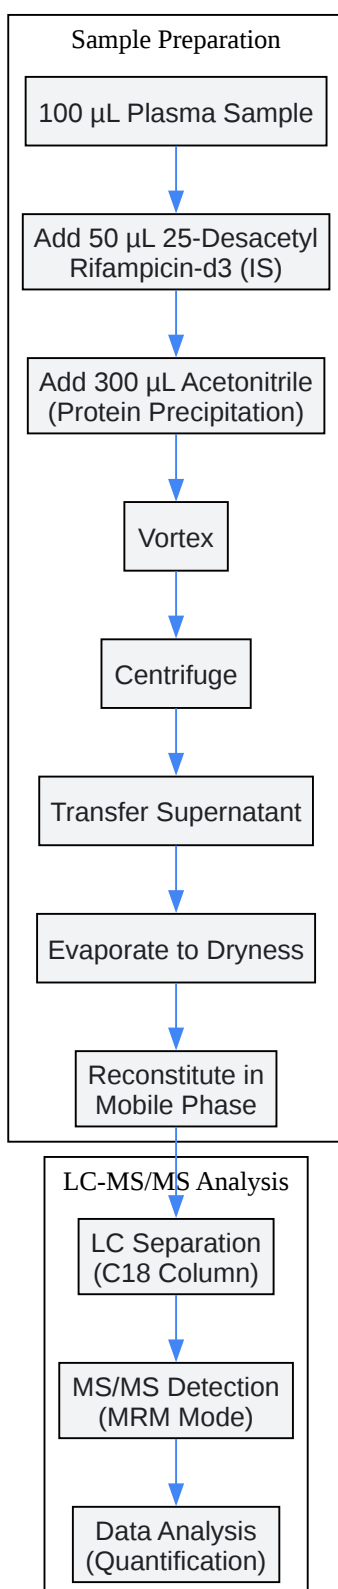 Sample Preparation
100 µL Plasma Sample
Add 50 µL 25-Desacetyl
Rifampicin-d3 (IS)
Add 300 µL Acetonitrile
(Protein Precipitation)
Vortex
Centrifuge
Transfer Supernatant
Evaporate to Dryness
Reconstitute in
Mobile Phase
LC-MS/MS Analysis
LC Separation
(C18 Column)
MS/MS Detection
(MRM Mode)
Data Analysis
(Quantification)